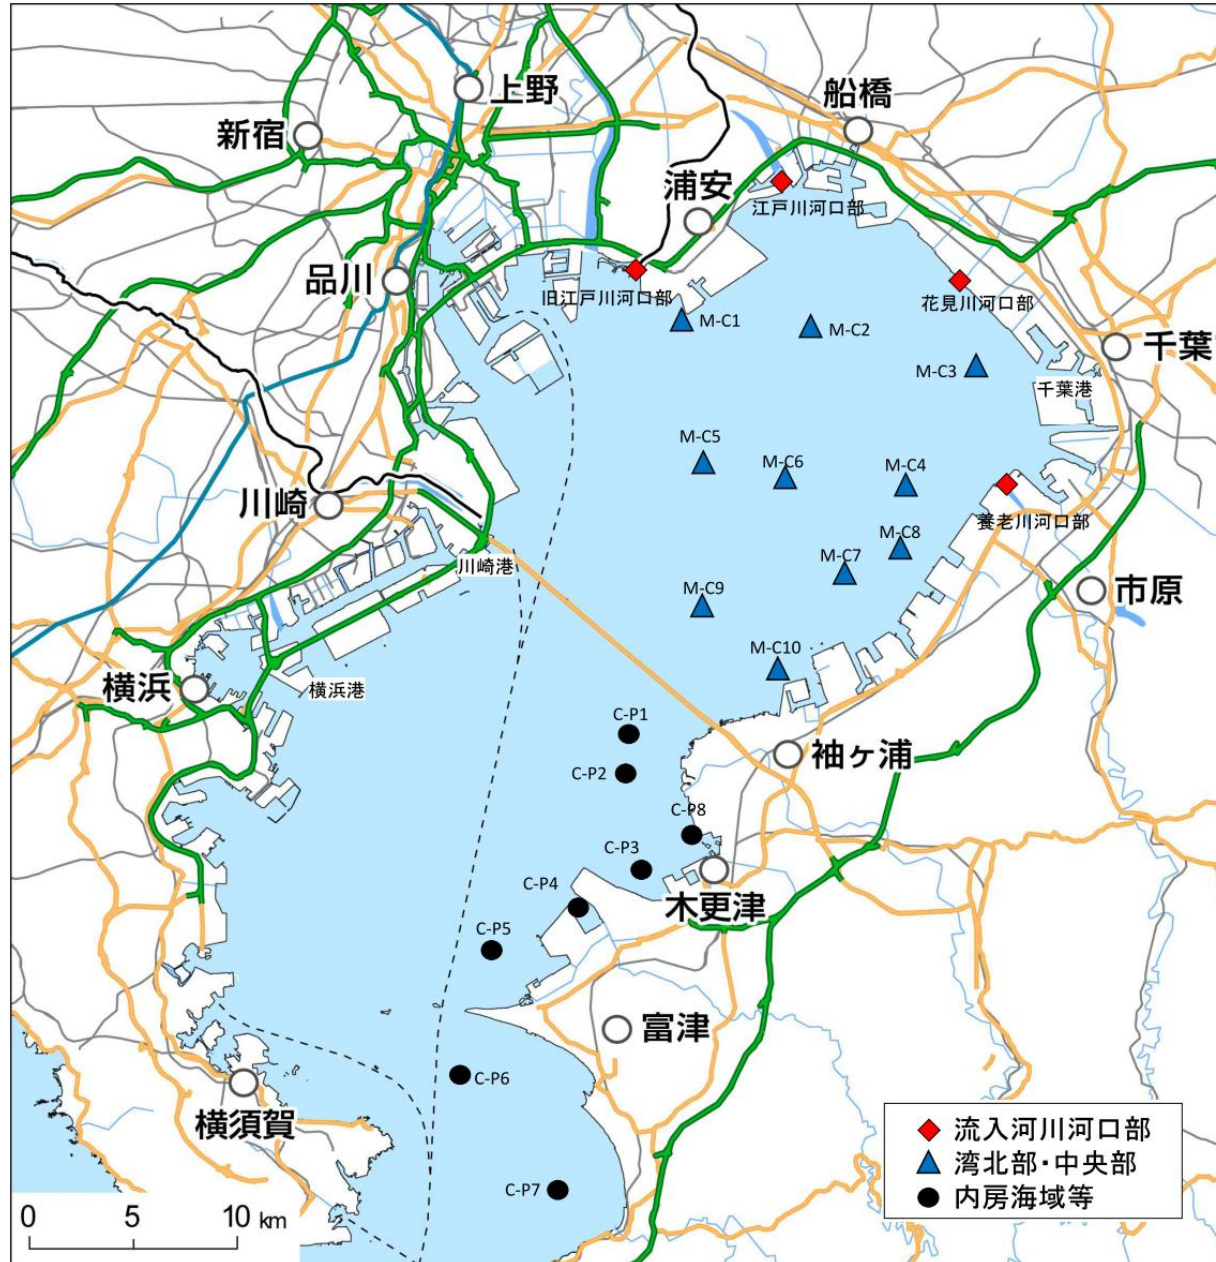 上野
船橋
新宿
浦安
江戸川河口部
品川
旧江戸川河口部
花見川河口部
M-C1
M-C2
千葉
M-C3
千葉港
M-C5
M-C6
M-C4
川崎
養老川河口部
M-C8
川崎港
M-C7
M-C9
市原
M-C10
横浜
横浜港
C-P1
袖ヶ浦
C-P2
C-P8
C-P3
C-P4
木更津
C-P5
富津
C-P6
横須賀
流入河川河口部
湾北部・中央部
C-P7
内房海域等
0 5 10 km